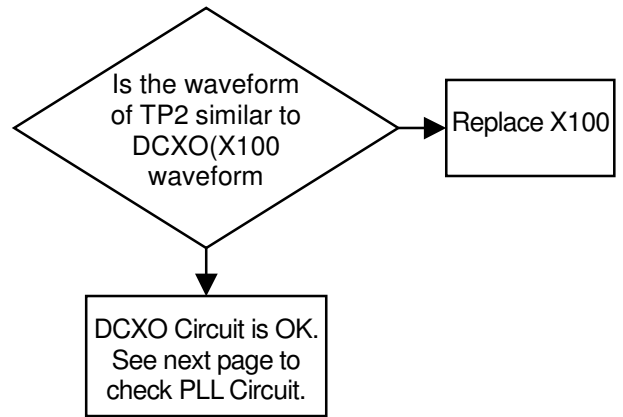 Is the waveform
of TP2 similar to
DCXO(X100
waveform
Replace X100
DCXO Circuit is OK.
See next page to
check PLL Circuit.